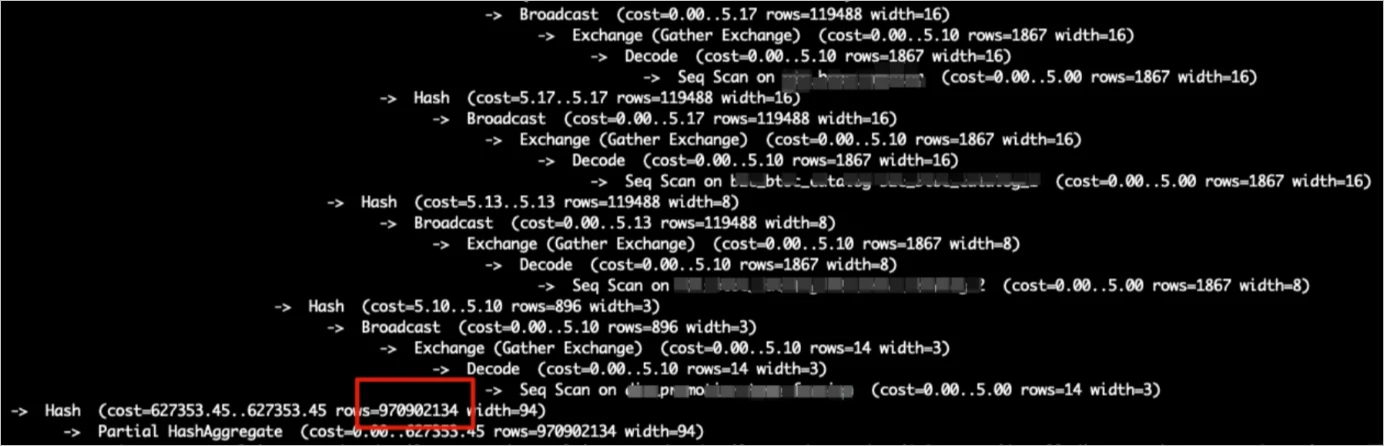 -> Broadcast (cost=0.00..5.17 rows=119488 width=16)
-> Exchange (Gather Exchange) (cost=0.00..5.10 rows=1867 width=16)
-> Decode (cost=0.00..5.10 rows=1867 width=16)
-> Seq Scan on (cost=0.00..5.00 rows=1867 width=16)
-> Hash (cost=5.17..5.17 rows=119488 width=16)
-> Broadcast (cost=0.00..5.17 rows=119488 width=16)
-> Exchange (Gather Exchange) (cost=0.00..5.10 rows=1867 width=16)
-> Decode (cost=0.00..5.10 rows=1867 width=16)
-> Seq Scan on (cost=0.00..5.00 rows=1867 width=16)
-> Hash (cost=5.13..5.13 rows=119488 width=8)
-> Broadcast (cost=0.00..5.13 rows=119488 width=8)
-> Exchange (Gather Exchange) (cost=0.00..5.10 rows=1867 width=8)
-> Decode (cost=0.00..5.10 rows=1867 width=8)
-> Seq Scan on (cost=0.00..5.00 rows=1867 width=8)
-> Hash (cost=5.10..5.10 rows=896 width=3)
-> Broadcast (cost=0.00..5.10 rows=896 width=3)
-> Exchange (Gather Exchange) (cost=0.00..5.10 rows=14 width=3)
-> Decode (cost=0.00..5.10 rows=14 width=3)
-> Seq Scan on (cost=0.00..5.00 rows=14 width=3)
-> Hash (cost=627353.45..627353.45 rows=970902134 width=94)
-> Partial HashAggregate (cost=0.00..627353.45 rows=970902134 width=94)